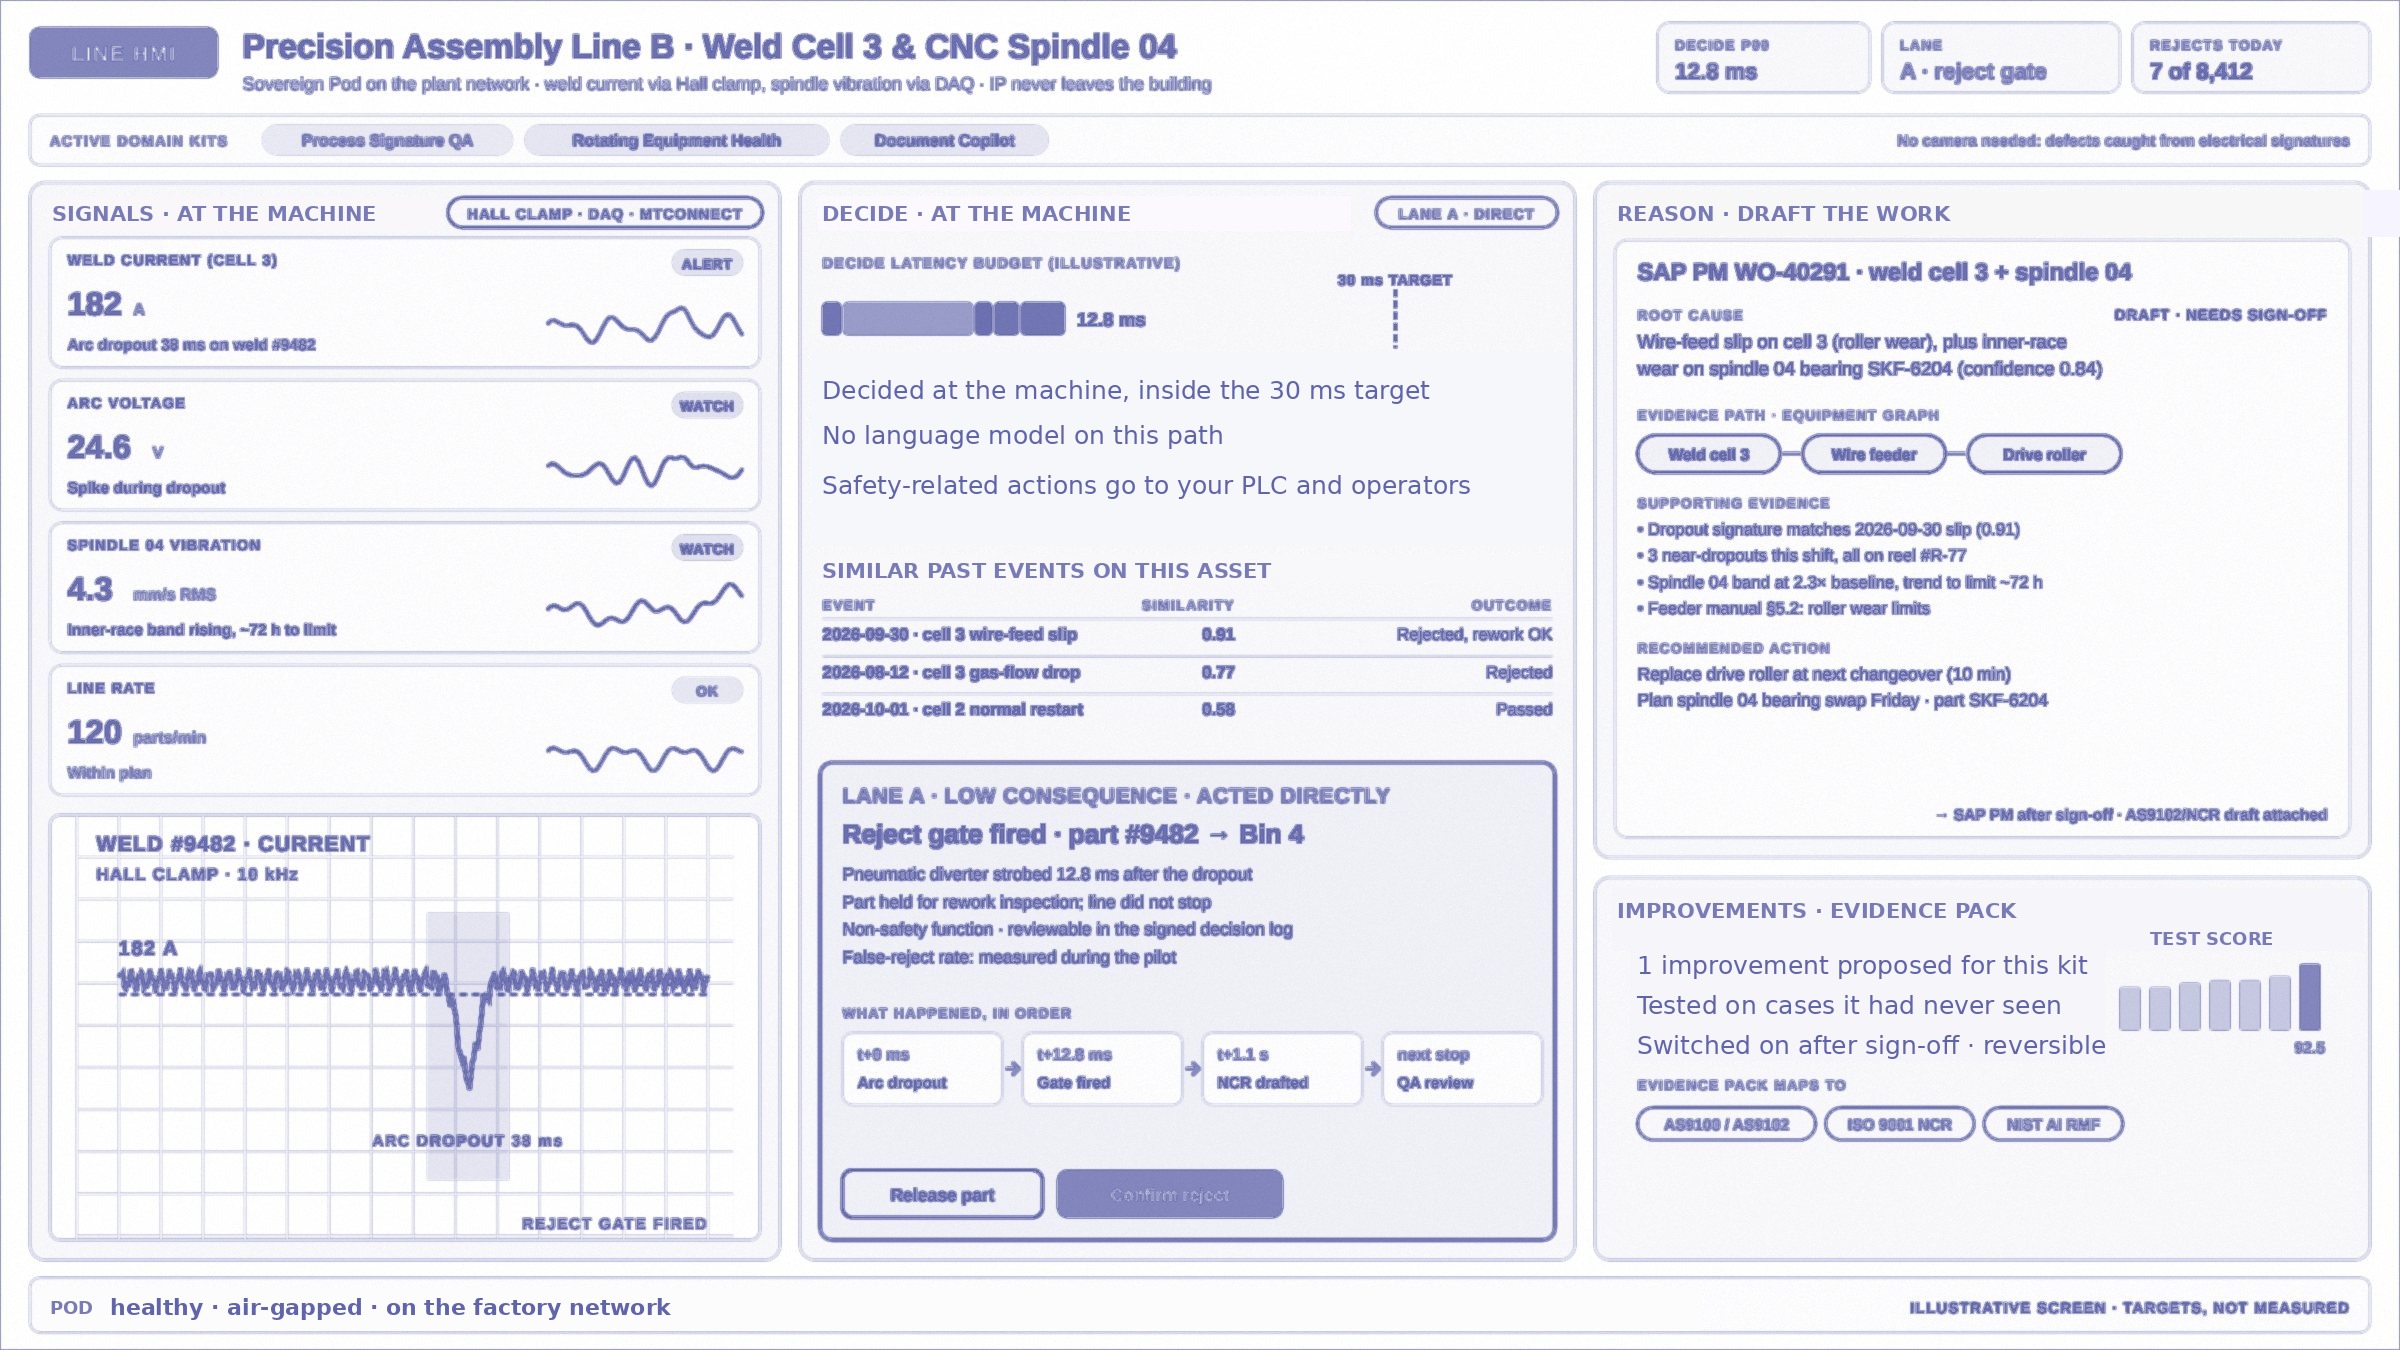 LINE HMI
Precision Assembly Line B · Weld Cell 3 & CNC Spindle 04
Sovereign Pod on the plant network · weld current via Hall clamp, spindle vibration via DAQ · IP never leaves the building
DECIDE P99
12.8 ms
LANE
A · reject gate
REJECTS TODAY
7 of 8,412
ACTIVE DOMAIN KITS
Process Signature QA
Rotating Equipment Health
Document Copilot
No camera needed: defects caught from electrical signatures
SIGNALS · AT THE MACHINE
HALL CLAMP · DAQ · MTCONNECT
WELD CURRENT (CELL 3)
ALERT
182 A
Arc dropout 38 ms on weld #9482
ARC VOLTAGE
WATCH
24.6 V
Spike during dropout
SPINDLE 04 VIBRATION
WATCH
4.3 mm/s RMS
Inner-race band rising, ~72 h to limit
LINE RATE
OK
120 parts/min
Within plan
WELD #9482 · CURRENT
HALL CLAMP · 10 kHz
182 A
ARC DROPOUT 38 ms
REJECT GATE FIRED
DECIDE · AT THE MACHINE
LANE A · DIRECT
DECIDE LATENCY BUDGET (ILLUSTRATIVE)
30 ms TARGET
12.8 ms
Decided at the machine, inside the 30 ms target
No language model on this path
Safety-related actions go to your PLC and operators
SIMILAR PAST EVENTS ON THIS ASSET
EVENT SIMILARITY OUTCOME
2026-09-30 · cell 3 wire-feed slip 0.91 Rejected, rework OK
2026-08-12 · cell 3 gas-flow drop 0.77 Rejected
2026-10-01 · cell 2 normal restart 0.58 Passed
LANE A · LOW CONSEQUENCE · ACTED DIRECTLY
Reject gate fired · part #9482 → Bin 4
Pneumatic diverter strobed 12.8 ms after the dropout
Part held for rework inspection; line did not stop
Non-safety function · reviewable in the signed decision log
False-reject rate: measured during the pilot
WHAT HAPPENED, IN ORDER
t+0 ms
Arc dropout
t+12.8 ms
Gate fired
t+1.1 s
NCR drafted
next stop
QA review
Release part
Confirm reject
REASON · DRAFT THE WORK
SAP PM WO-40291 · weld cell 3 + spindle 04
ROOT CAUSE
DRAFT · NEEDS SIGN-OFF
Wire-feed slip on cell 3 (roller wear), plus inner-race
wear on spindle 04 bearing SKF-6204 (confidence 0.84)
EVIDENCE PATH · EQUIPMENT GRAPH
Weld cell 3
Wire feeder
Drive roller
SUPPORTING EVIDENCE
• Dropout signature matches 2026-09-30 slip (0.91)
• 3 near-dropouts this shift, all on reel #R-77
• Spindle 04 band at 2.3× baseline, trend to limit ~72 h
• Feeder manual §5.2: roller wear limits
RECOMMENDED ACTION
Replace drive roller at next changeover (10 min)
Plan spindle 04 bearing swap Friday · part SKF-6204
→ SAP PM after sign-off · AS9102/NCR draft attached
IMPROVEMENTS · EVIDENCE PACK
TEST SCORE
1 improvement proposed for this kit
Tested on cases it had never seen
Switched on after sign-off · reversible
92.5
EVIDENCE PACK MAPS TO
AS9100 / AS9102
ISO 9001 NCR
NIST AI RMF
POD healthy · air-gapped · on the factory network
ILLUSTRATIVE SCREEN · TARGETS, NOT MEASURED